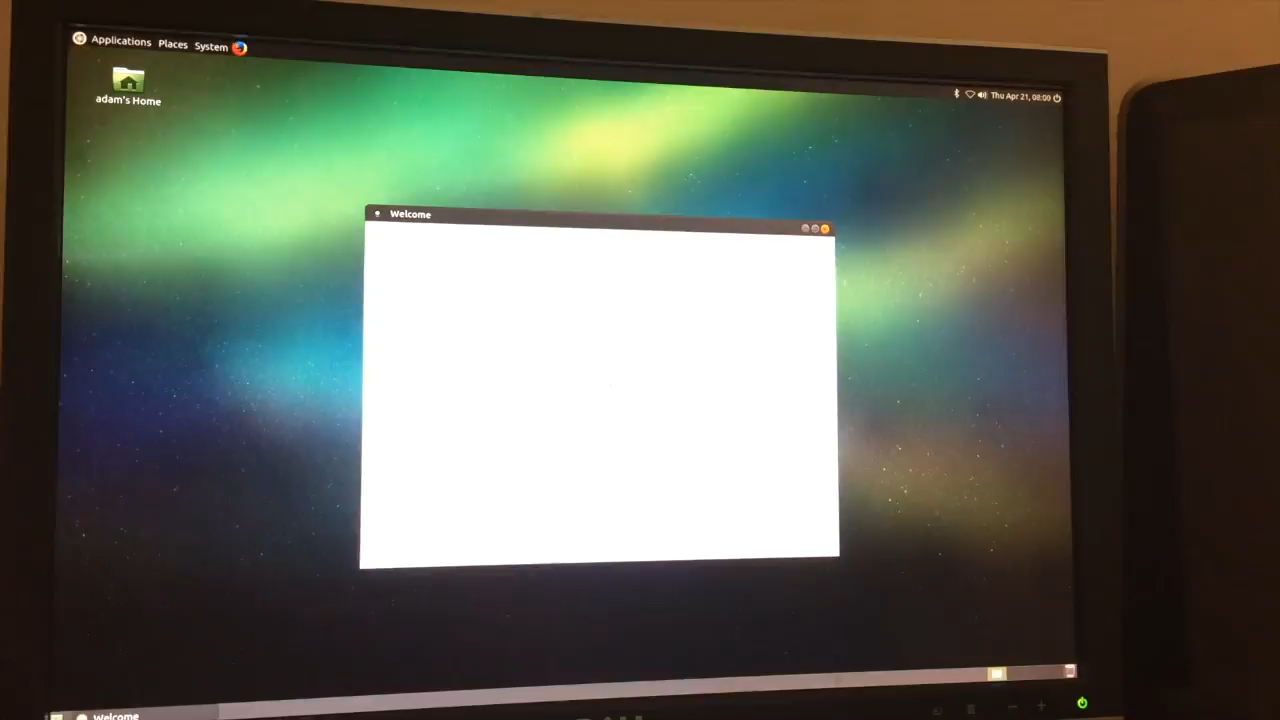 Applications Places System
Thu Apr 21, 08:00
adam's Home
Welcome
Welcome